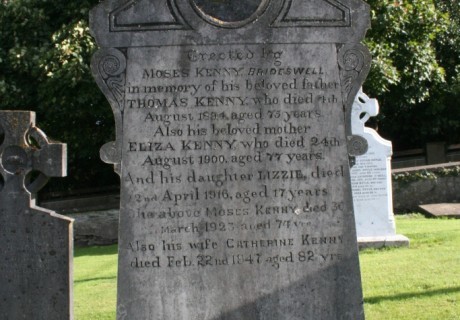 Erected by
MOSES KENNY, BRIDESWELL
in memory of his beloved father
THOMAS KENNY, who died
August 1894, aged 75 years.
Also his beloved mother
ELIZA KENNY who died 24th
August 1900, aged 77 years.
And his daughter LIZZIE, died
2nd April 1916, aged 17 years
The above MOSES KENNY died
March 1927 aged
Also his wife CATHERINE KENNY
died Feb. 22nd 1947 aged 82 yrs